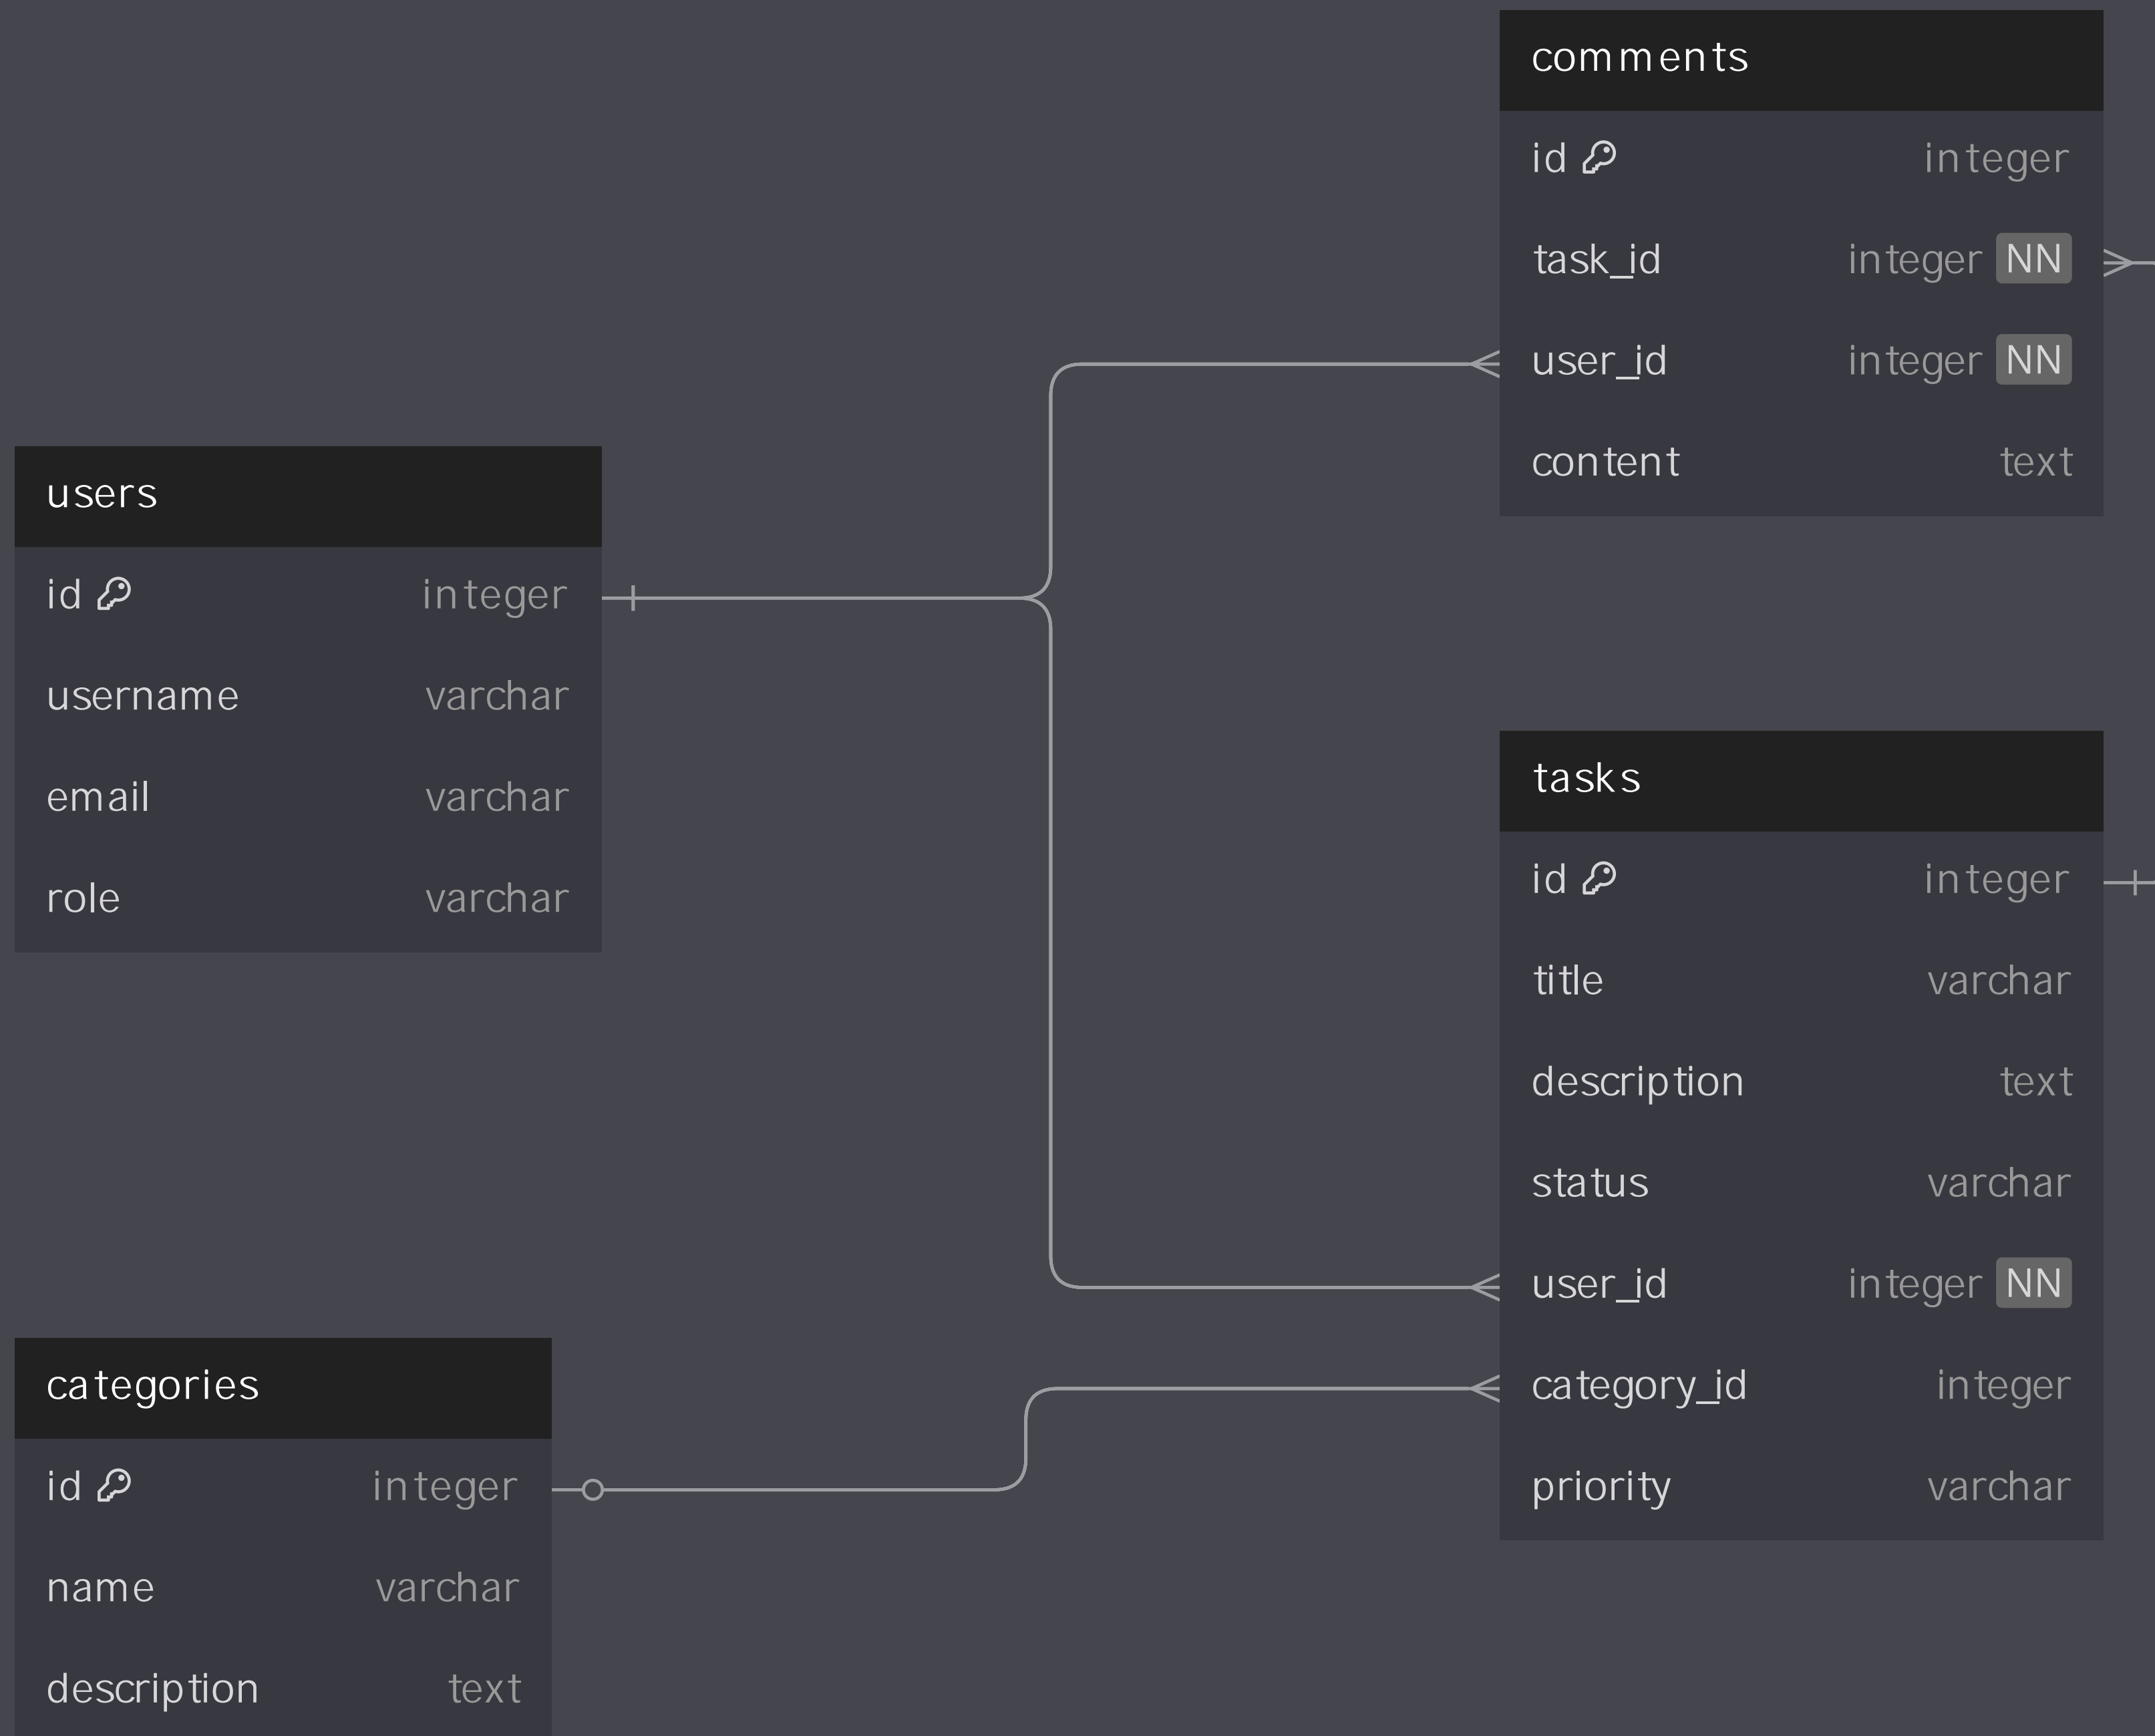 comments
id integer
task_id integer NN
user_id integer NN
content text
users
id integer
username varchar
email varchar
role varchar
tasks
id integer
title varchar
description text
status varchar
user_id integer NN
category_id integer
priority varchar
categories
id integer
name varchar
description text